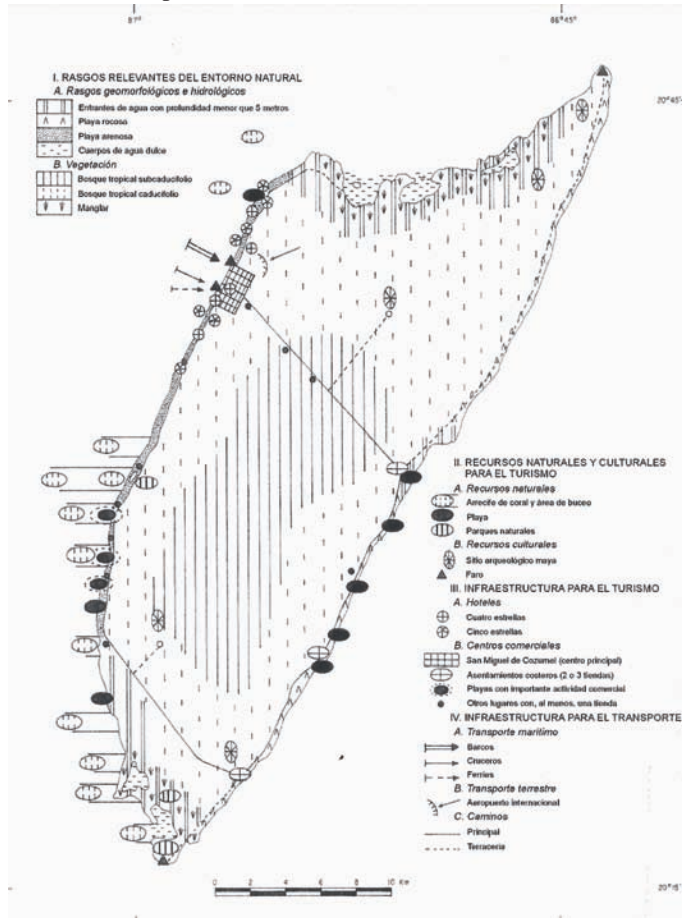 87°
86°45'
I. RASGOS RELEVANTES DEL ENTORNO NATURAL
A. Rasgos geomorfológicos e hidrológicos
Entrantes de agua con profundidad menor que 5 metros
Playa rocosa
Playa arenosa
Cuerpos de agua dulce
B. Vegetación
Bosque tropical subcaducifolio
Bosque tropical caducifolio
Manglar
20°45'
II. RECURSOS NATURALES Y CULTURALES
PARA EL TURISMO
A. Recursos naturales
Arrecife de coral y área de buceo
Playa
Parques naturales
B. Recursos culturales
Sitio arqueológico maya
Faro
III. INFRAESTRUCTURA PARA EL TURISMO
A. Hoteles
Cuatro estrellas
Cinco estrellas
B. Centros comerciales
San Miguel de Cozumel (centro principal)
Asentamientos costeros (2 o 3 tiendas)
Playas con importante actividad comercial
Otros lugares con, al menos, una tienda
IV. INFRAESTRUCTURA PARA EL TRANSPORTE
A. Transporte marítimo
Barcos
Cruceros
Ferries
B. Transporte terrestre
Aeropuerto internacional
C. Caminos
Principal
Terracería
0 2 4 6 8 10 Km
20°15'